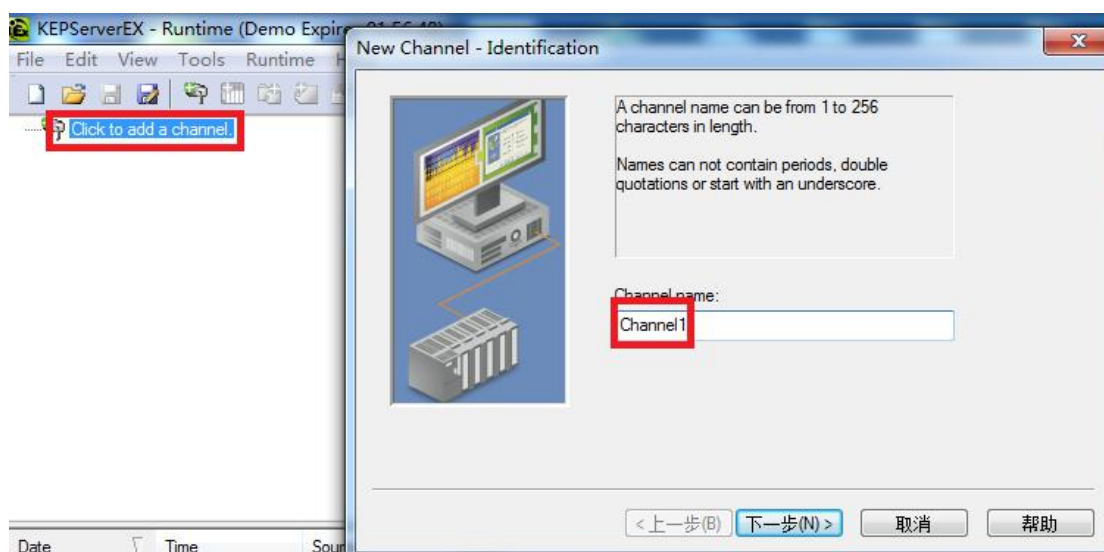 KEPServerEX - Runtime (Demo Expire
File Edit View Tools Runtime H
Click to add a channel.
New Channel - Identification
A channel name can be from 1 to 256
characters in length.
Names can not contain periods, double
quotations or start with an underscore.
Channel name:
Channel1
<上一步(B) 下一步(N) > 取消 帮助
Date Time Sour